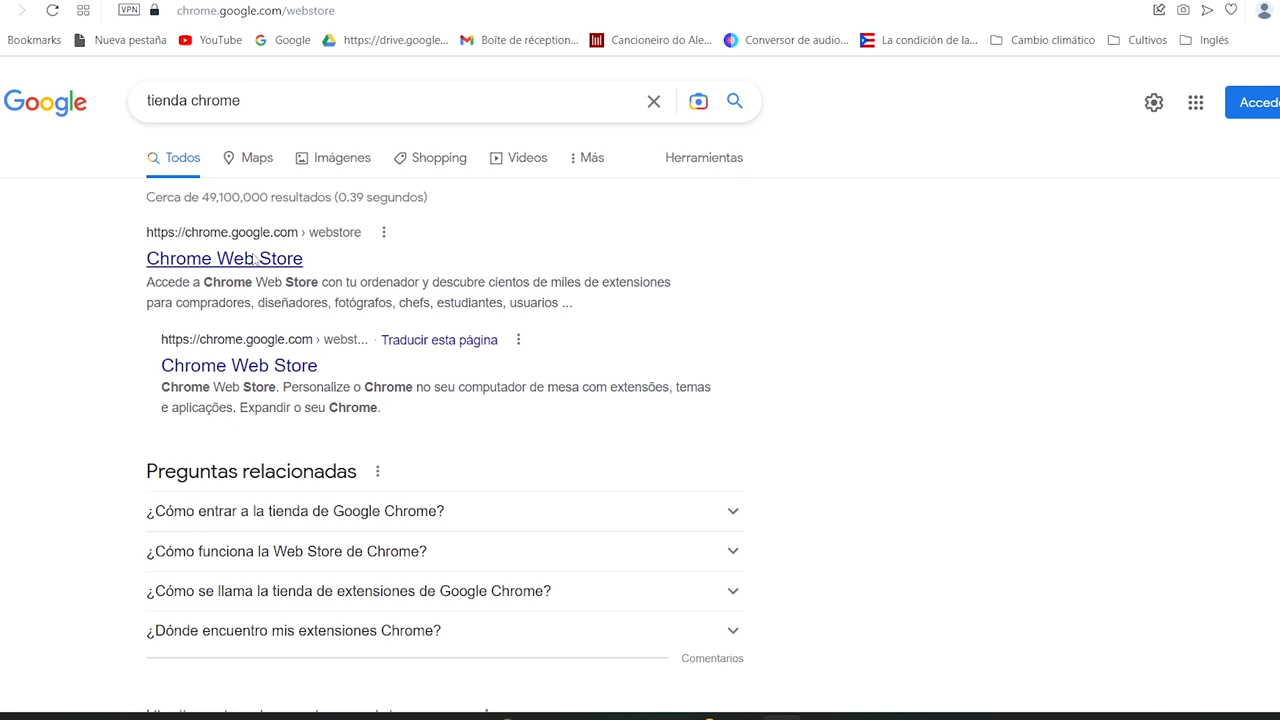 VPN chrome.google.com/webstore
Bookmarks Nueva pestaña YouTube Google https://drive.google... Boîte de réception... Cancioneiro do Ale... Conversor de audio... La condición de la... Cambio climático Cultivos Inglés
Google tienda chrome
Todos Maps Imágenes Shopping Videos Más Herramientas
Cerca de 49,100,000 resultados (0.39 segundos)
https://chrome.google.com › webstore
Chrome Web Store
Accede a Chrome Web Store con tu ordenador y descubre cientos de miles de extensiones
para compradores, diseñadores, fotógrafos, chefs, estudiantes, usuarios ...
https://chrome.google.com › webst... · Traducir esta página
Chrome Web Store
Chrome Web Store. Personalize o Chrome no seu computador de mesa com extensões, temas
e aplicações. Expandir o seu Chrome.
Preguntas relacionadas
¿Cómo entrar a la tienda de Google Chrome?
¿Cómo funciona la Web Store de Chrome?
¿Cómo se llama la tienda de extensiones de Google Chrome?
¿Dónde encuentro mis extensiones Chrome?
Comentarios